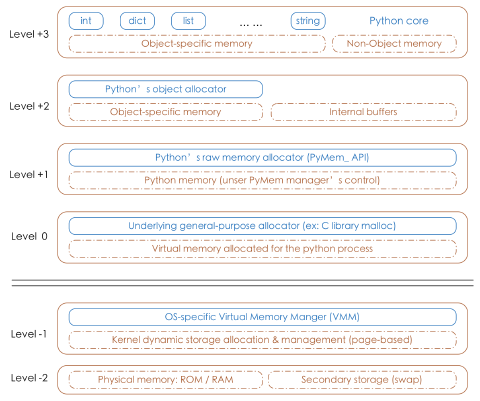 int dict list ... ... string Python core
Level +3
Object-specific memory Non-Object memory
Python's object allocator
Level +2
Object-specific memory Internal buffers
Python's raw memory allocator (PyMem_ API)
Level +1
Python memory (unser PyMem manager's control)
Underlying general-purpose allocator (ex: C library malloc)
Level 0
Virtual memory allocated for the python process
OS-specific Virtual Memory Manger (VMM)
Level -1
Kernel dynamic storage allocation & management (page-based)
Level -2
Physical memory: ROM / RAM Secondary storage (swap)